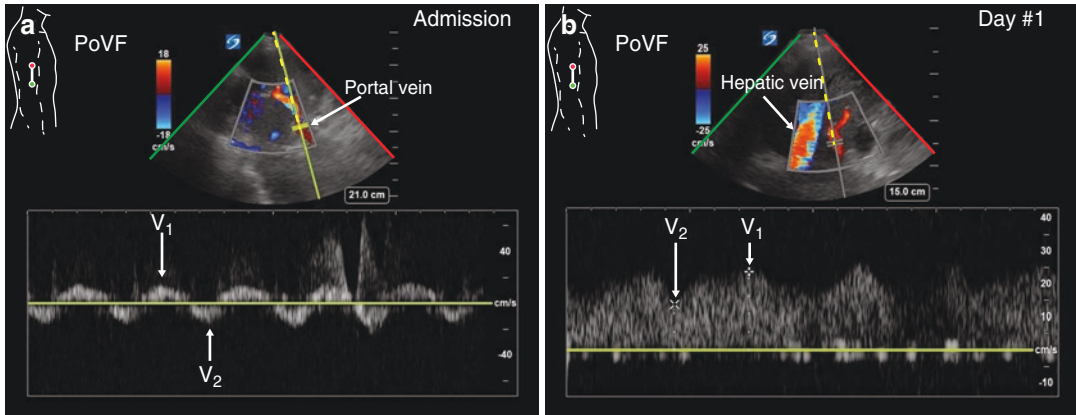 a
PoVF
Admission
18
-18
cm/s
Portal vein
21.0 cm
V1
V2
40
cm/s
-40
b
PoVF
Day #1
25
-25
cm/s
Hepatic vein
15.0 cm
V2
V1
40
30
20
10
cm/s
-10